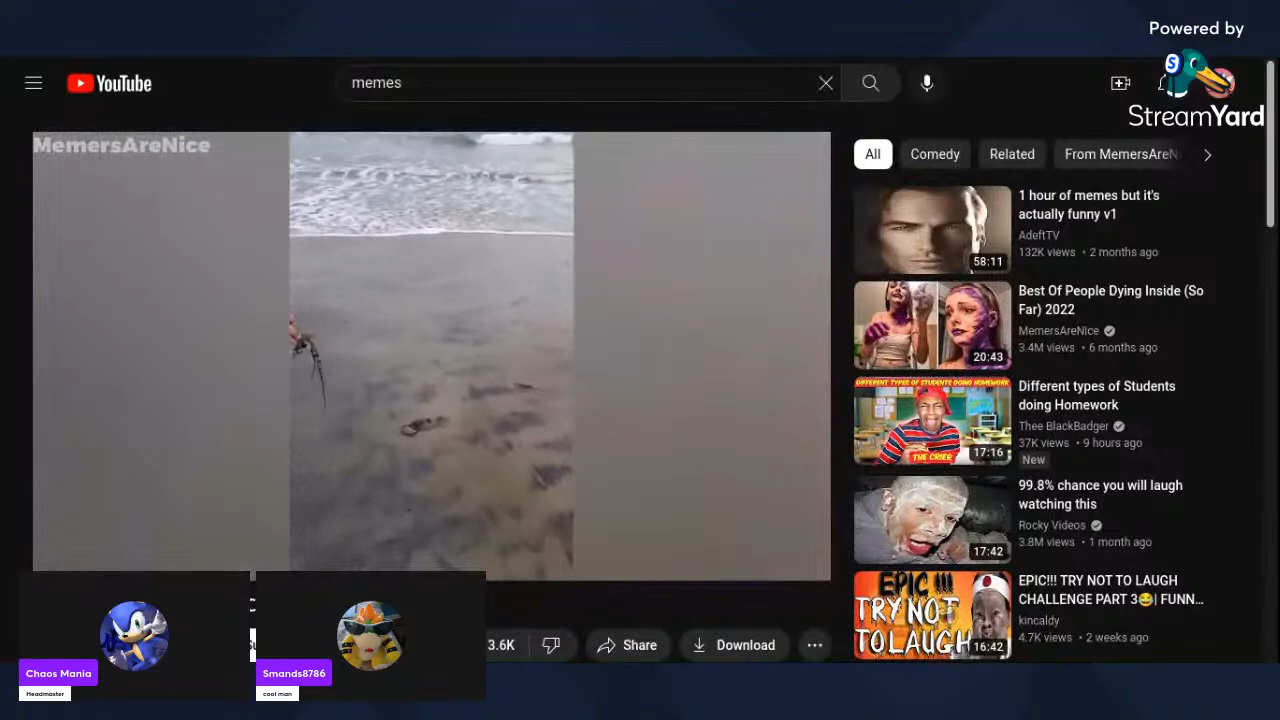 Powered by
StreamYard
YouTube
memes
MemersAreNice
All
Comedy
Related
From MemersAreN
1 hour of memes but it's
actually funny v1
AdeftTV
132K views • 2 months ago
58:11
Best Of People Dying Inside (So
Far) 2022
MemersAreNice
3.4M views • 6 months ago
20:43
DIFFERENT TYPES OF STUDENTS DOING HOMEWORK
THE CRIER
17:16
Different types of Students
doing Homework
Thee BlackBadger
37K views • 9 hours ago
New
99.8% chance you will laugh
watching this
Rocky Videos
3.8M views • 1 month ago
17:42
EPIC !!!
TRY NOT
TO LAUGH
16:42
EPIC!!! TRY NOT TO LAUGH
CHALLENGE PART 3😂| FUNN...
kincaldy
4.7K views • 2 weeks ago
3.6K
Share
Download
Chaos Mania
Headmaster
Smands8786
cool man